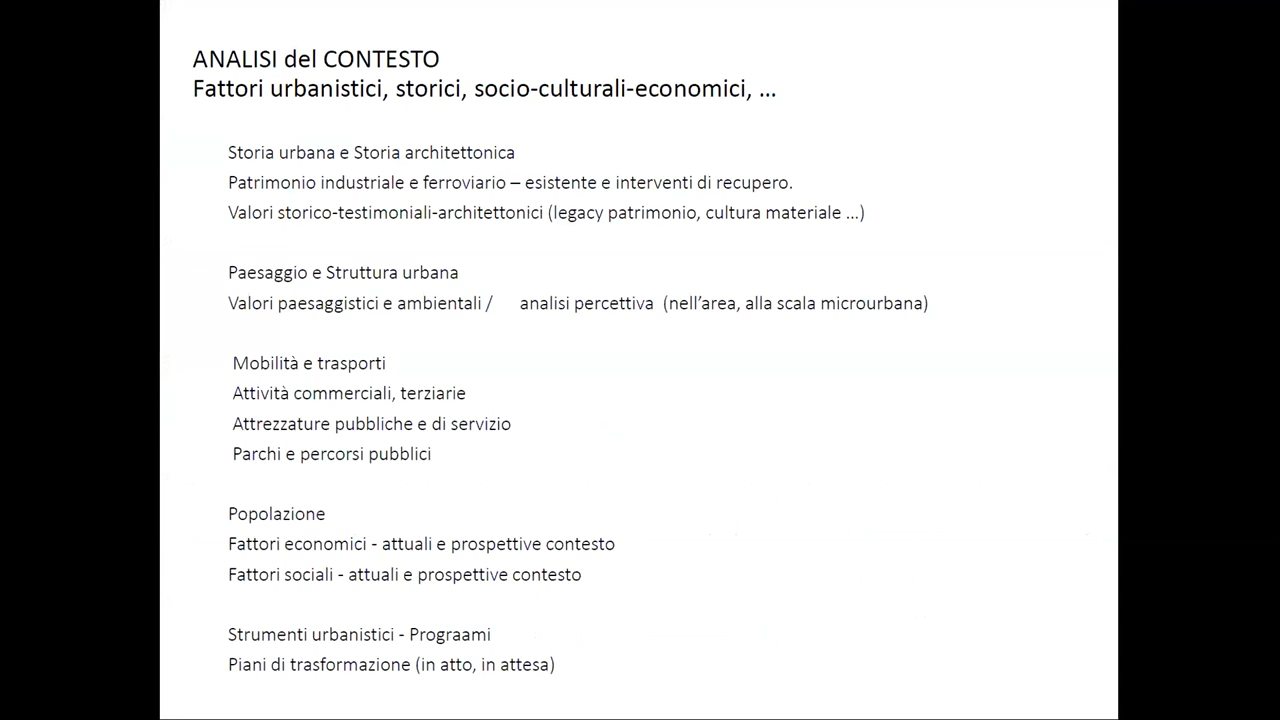 ANALISI del CONTESTO
Fattori urbanistici, storici, socio-culturali-economici, ...
Storia urbana e Storia architettonica
Patrimonio industriale e ferroviario – esistente e interventi di recupero.
Valori storico-testimoniali-architettonici (legacy patrimonio, cultura materiale ...)
Paesaggio e Struttura urbana
Valori paesaggistici e ambientali / analisi percettiva (nell’area, alla scala microurbana)
Mobilità e trasporti
Attività commerciali, terziarie
Attrezzature pubbliche e di servizio
Parchi e percorsi pubblici
Popolazione
Fattori economici - attuali e prospettive contesto
Fattori sociali - attuali e prospettive contesto
Strumenti urbanistici - Prograami
Piani di trasformazione (in atto, in attesa)